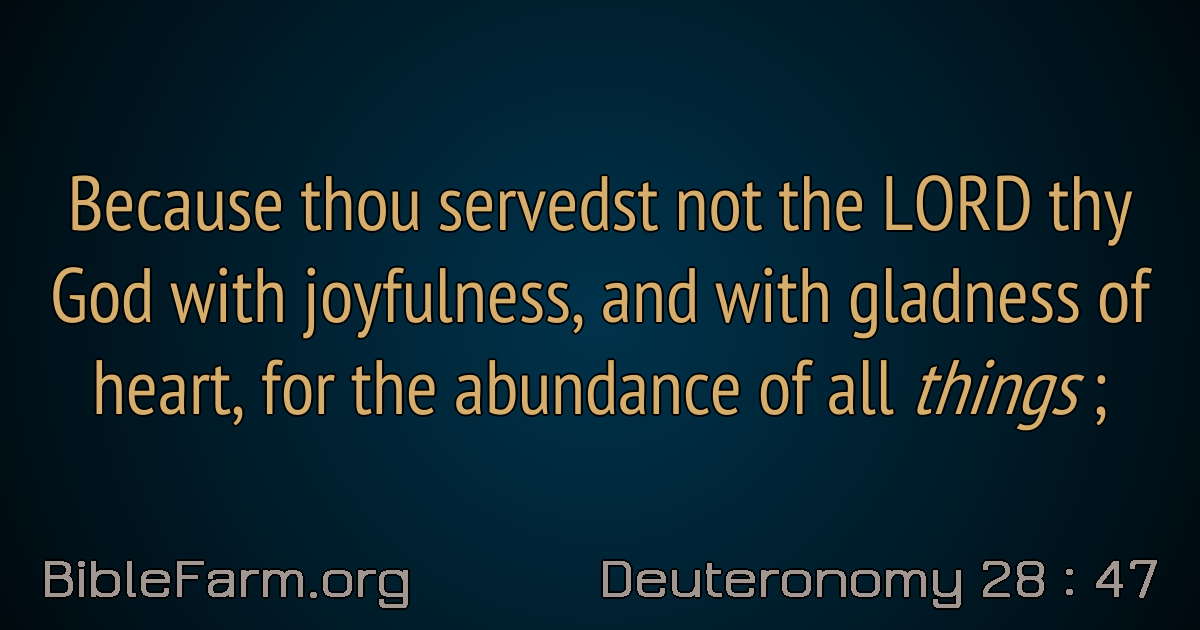 Because thou servedst not the LORD thy
God with joyfulness, and with gladness of
heart, for the abundance of all things ;
BibleFarm.org
Deuteronomy 28 : 47